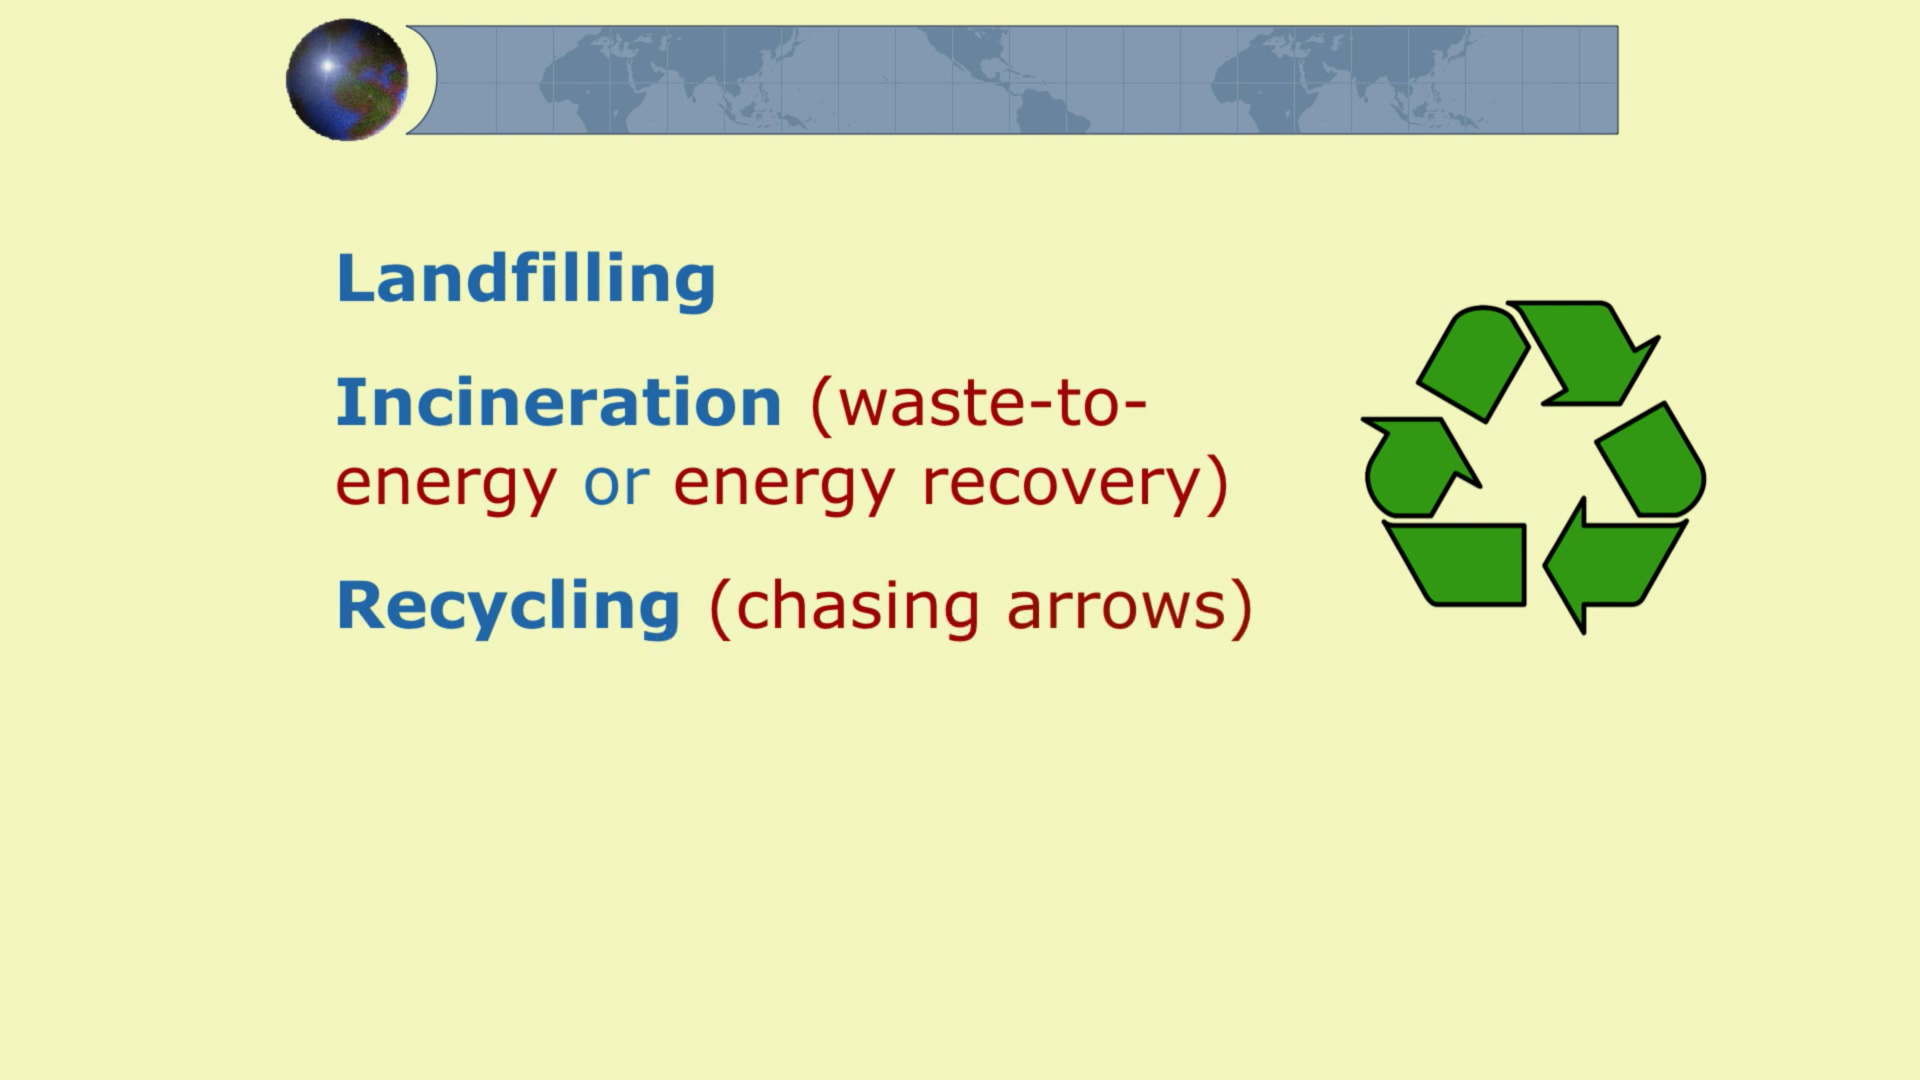 Landfilling
Incineration (waste-to-
energy or energy recovery)
Recycling (chasing arrows)